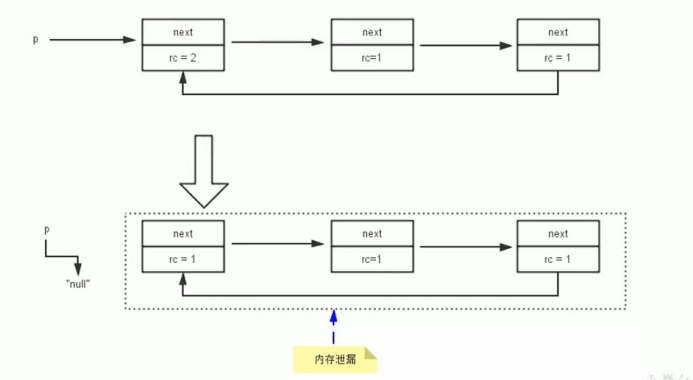 p
next
next
next
rc = 2
rc=1
rc = 1
p
"null"
next
next
next
rc = 1
rc=1
rc = 1
内存泄漏